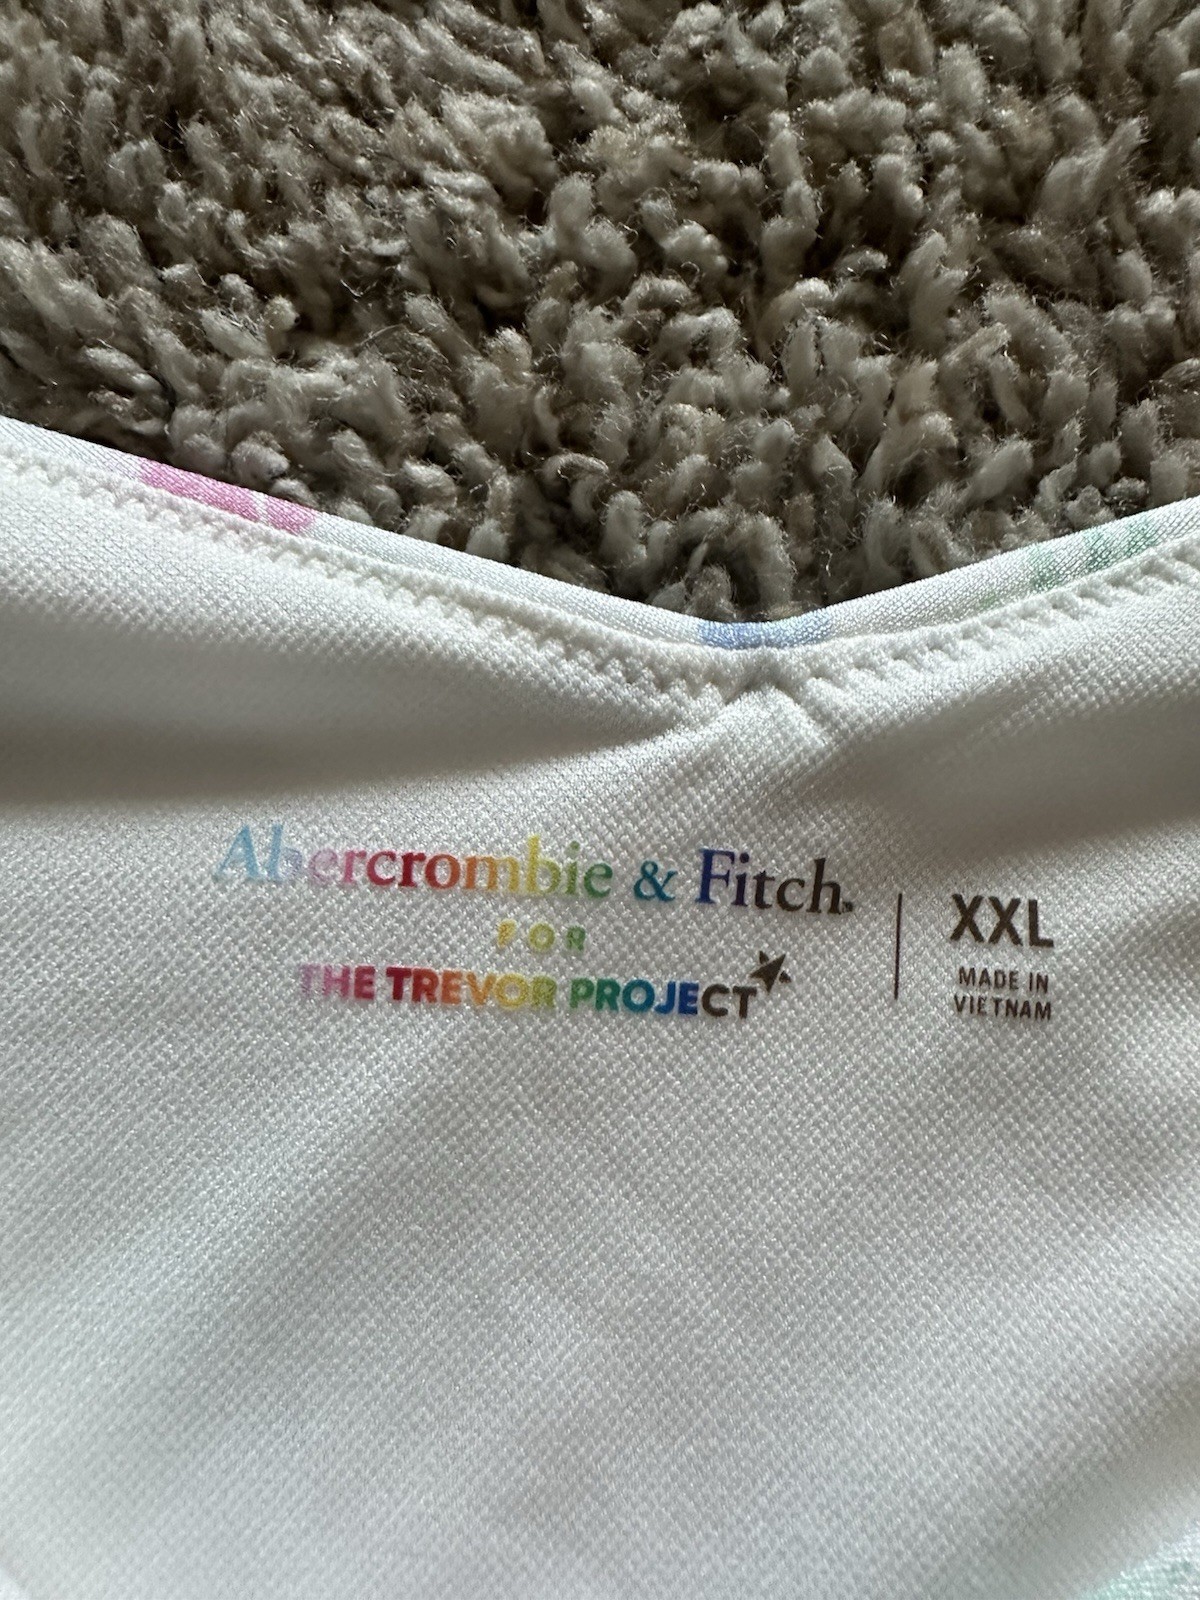 Abercrombie & Fitch.
FOR
THE TREVOR PROJECT
XXL
MADE IN
VIETNAM